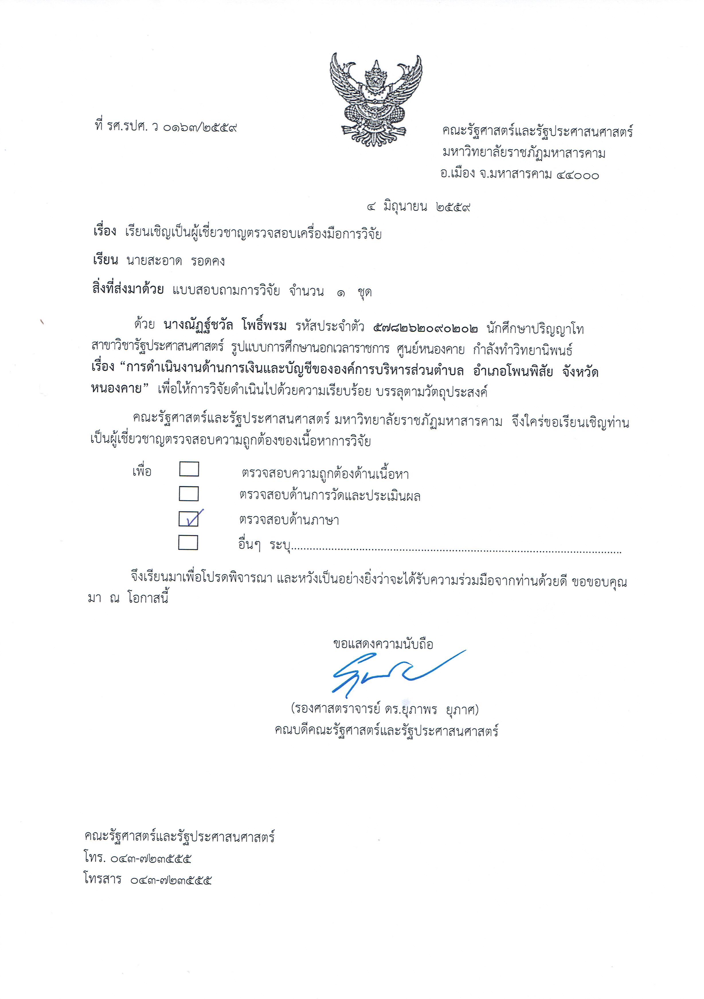 ที่ รศ.รปศ. ว ๐๑๖๓/๒๕๕๙
คณะรัฐศาสตร์และรัฐประศาสนศาสตร์
มหาวิทยาลัยราชภัฏมหาสารคาม
อ.เมือง จ.มหาสารคาม ๔๔๐๐๐
๔ มิถุนายน ๒๕๕๙
เรื่อง เรียนเชิญเป็นผู้เชี่ยวชาญตรวจสอบเครื่องมือการวิจัย
เรียน นายสะอาด รอดคง
สิ่งที่ส่งมาด้วย แบบสอบถามการวิจัย จำนวน ๑ ชุด
ด้วย นางณัฏฐ์ชวัล โพธิ์พรม รหัสประจำตัว ๕๗๘๒๖๒๐๙๐๒๐๒ นักศึกษาปริญญาโท
สาขาวิชารัฐประศาสนศาสตร์ รูปแบบการศึกษานอกเวลาราชการ ศูนย์หนองคาย กำลังทำวิทยานิพนธ์
เรื่อง “การดำเนินงานด้านการเงินและบัญชีขององค์การบริหารส่วนตำบล อำเภอโพนพิสัย จังหวัด
หนองคาย” เพื่อให้การวิจัยดำเนินไปด้วยความเรียบร้อย บรรลุตามวัตถุประสงค์
คณะรัฐศาสตร์และรัฐประศาสนศาสตร์ มหาวิทยาลัยราชภัฏมหาสารคาม จึงใคร่ขอเรียนเชิญท่าน
เป็นผู้เชี่ยวชาญตรวจสอบความถูกต้องของเนื้อหาการวิจัย
เพื่อ ตรวจสอบความถูกต้องด้านเนื้อหา
ตรวจสอบด้านการวัดและประเมินผล
ตรวจสอบด้านภาษา
อื่นๆ ระบุ..........................................................................................................
จึงเรียนมาเพื่อโปรดพิจารณา และหวังเป็นอย่างยิ่งว่าจะได้รับความร่วมมือจากท่านด้วยดี ขอขอบคุณ
มา ณ โอกาสนี้
ขอแสดงความนับถือ
(รองศาสตราจารย์ ดร.ยุภาพร ยุภาศ)
คณบดีคณะรัฐศาสตร์และรัฐประศาสนศาสตร์
คณะรัฐศาสตร์และรัฐประศาสนศาสตร์
โทร. ๐๔๓-๗๒๓๕๕๕
โทรสาร ๐๔๓-๗๒๓๕๕๕